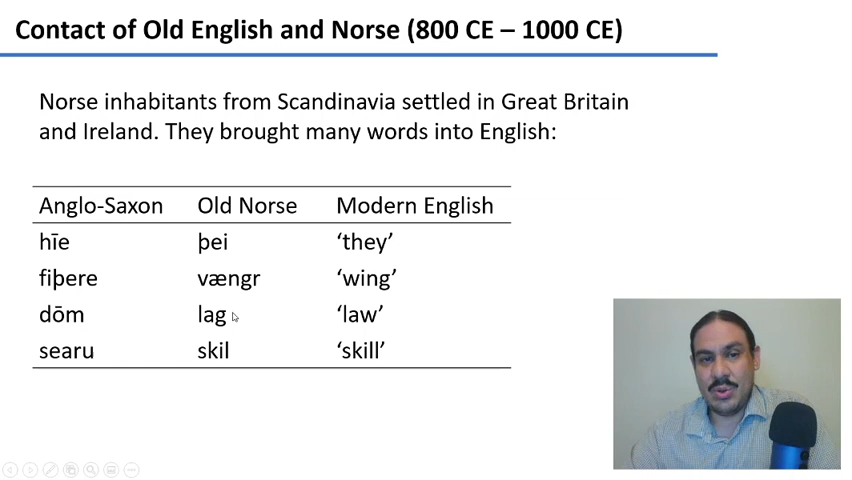 Contact of Old English and Norse (800 CE – 1000 CE)
Norse inhabitants from Scandinavia settled in Great Britain
and Ireland. They brought many words into English:
Anglo-Saxon Old Norse Modern English
hīe þei ‘they’
fiþere vængr ‘wing’
dōm lag ‘law’
searu skil ‘skill’